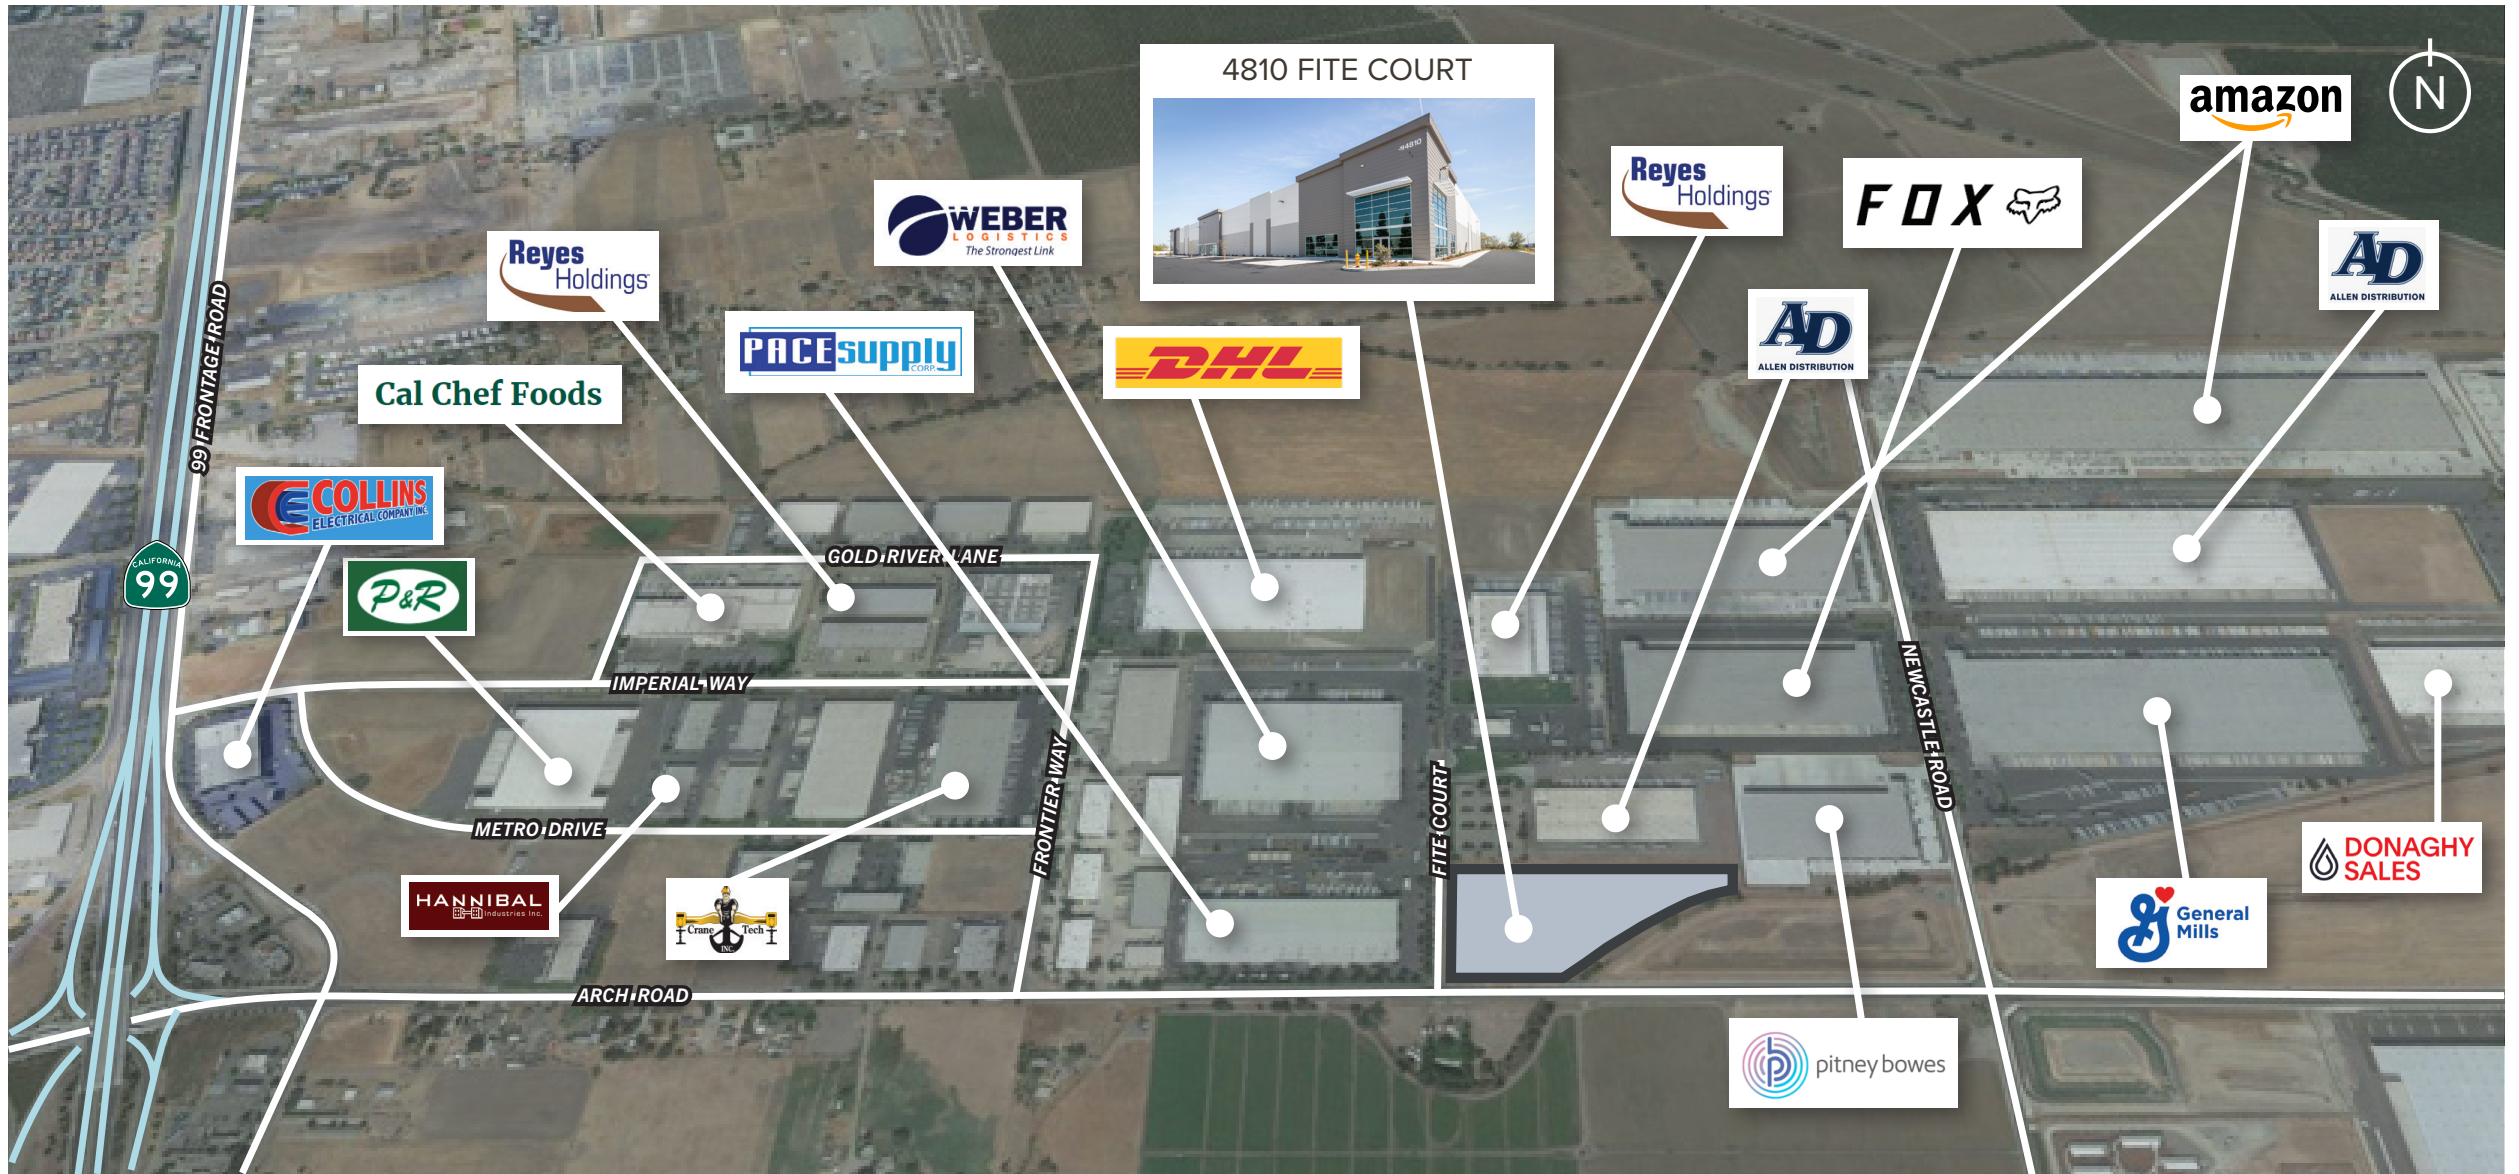 4810 FITE COURT
4810
amazon
N
Reyes
Holdings
FOX
WEBER
LOGISTICS
The Strongest Link
AD
ALLEN DISTRIBUTION
Reyes
Holdings
AD
ALLEN DISTRIBUTION
PACE supply
CORP.
DHL
Cal Chef Foods
99 FRONTAGE ROAD
COLLINS
ELECTRICAL COMPANY INC.
CALIFORNIA
99
P&R
GOLD RIVER LANE
IMPERIAL WAY
NEWCASTLE ROAD
FRONTIER WAY
FITE COURT
METRO DRIVE
HANNIBAL
Industries Inc.
Crane Tech
INC.
DONAGHY
SALES
General
Mills
ARCH ROAD
pitney bowes